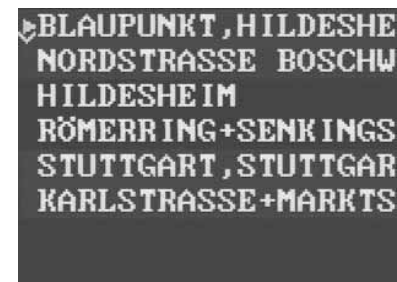 BLAUPUNKT,HILDESHE
NORDSTRASSE BOSCHW
HILDESHEIM
RÖMERRING+SENKINGS
STUTTGART,STUTTGAR
KARLSTRASSE+MARKTS